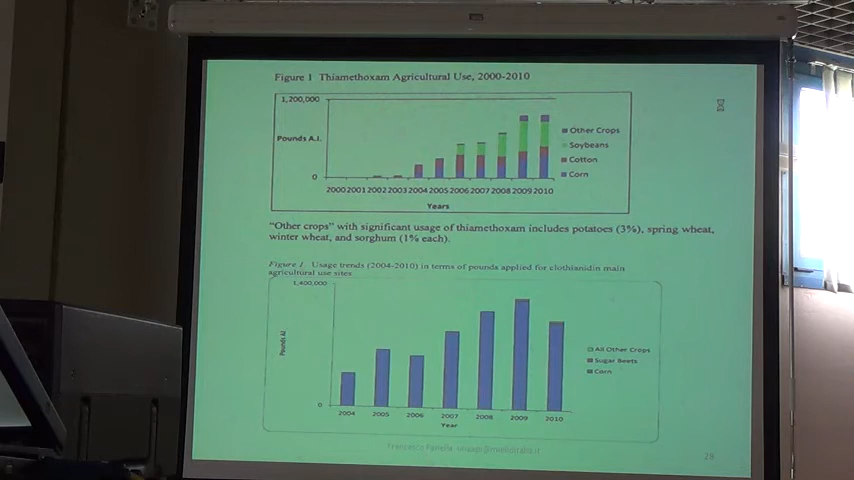 Figure 1 Thiamethoxam Agricultural Use, 2000-2010
1,200,000
Pounds A.I.
0
2000 2001 2002 2003 2004 2005 2006 2007 2008 2009 2010
Years
Other Crops
Soybeans
Cotton
Corn
"Other crops" with significant usage of thiamethoxam includes potatoes (3%), spring wheat,
winter wheat, and sorghum (1% each).
Figure 1. Usage trends (2004-2010) in terms of pounds applied for clothianidin main
agricultural use sites
1,400,000
Pounds AI
0
2004 2005 2006 2007 2008 2009 2010
Year
All Other Crops
Sugar Beets
Corn
Francesco
29